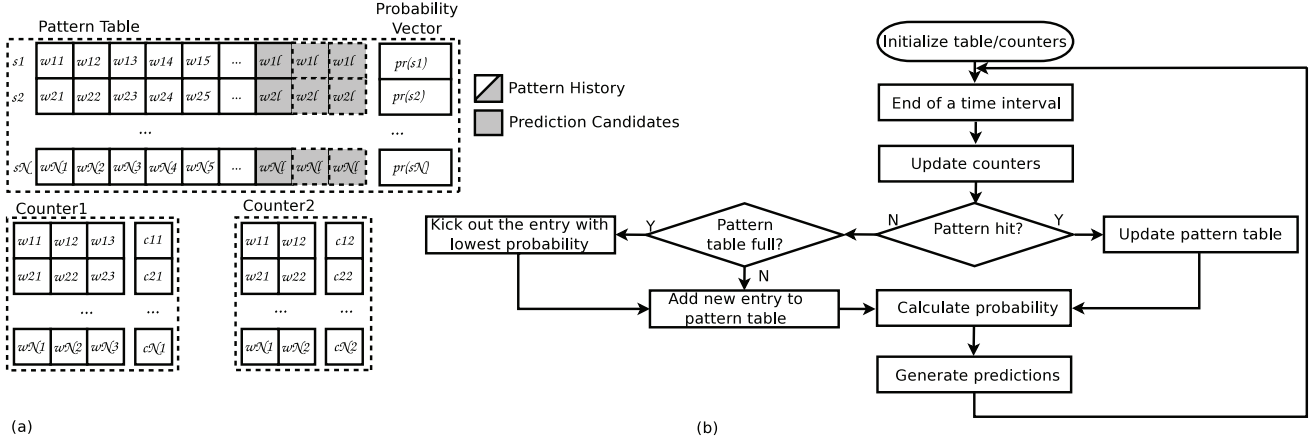 Pattern Table
Probability
Vector
s1 w11 w12 w13 w14 w15 ... w1l w1l w1l pr(s1)
s2 w21 w22 w23 w24 w25 ... w2l w2l w2l pr(s2)
... ...
sN wN1 wN2 wN3 wN4 wN5 ... wNl wNl wNl pr(sN)
Pattern History
Prediction Candidates
Counter1
w11 w12 w13 c11
w21 w22 w23 c21
... ...
wN1 wN2 wN3 cN1
Counter2
w11 w12 c12
w21 w22 c22
... ...
wN1 wN2 cN2
(a)
Initialize table/counters
End of a time interval
Update counters
Pattern hit?
N
Y
Pattern
table full?
Y
N
Kick out the entry with
lowest probability
Update pattern table
Add new entry to
pattern table
Calculate probability
Generate predictions
(b)